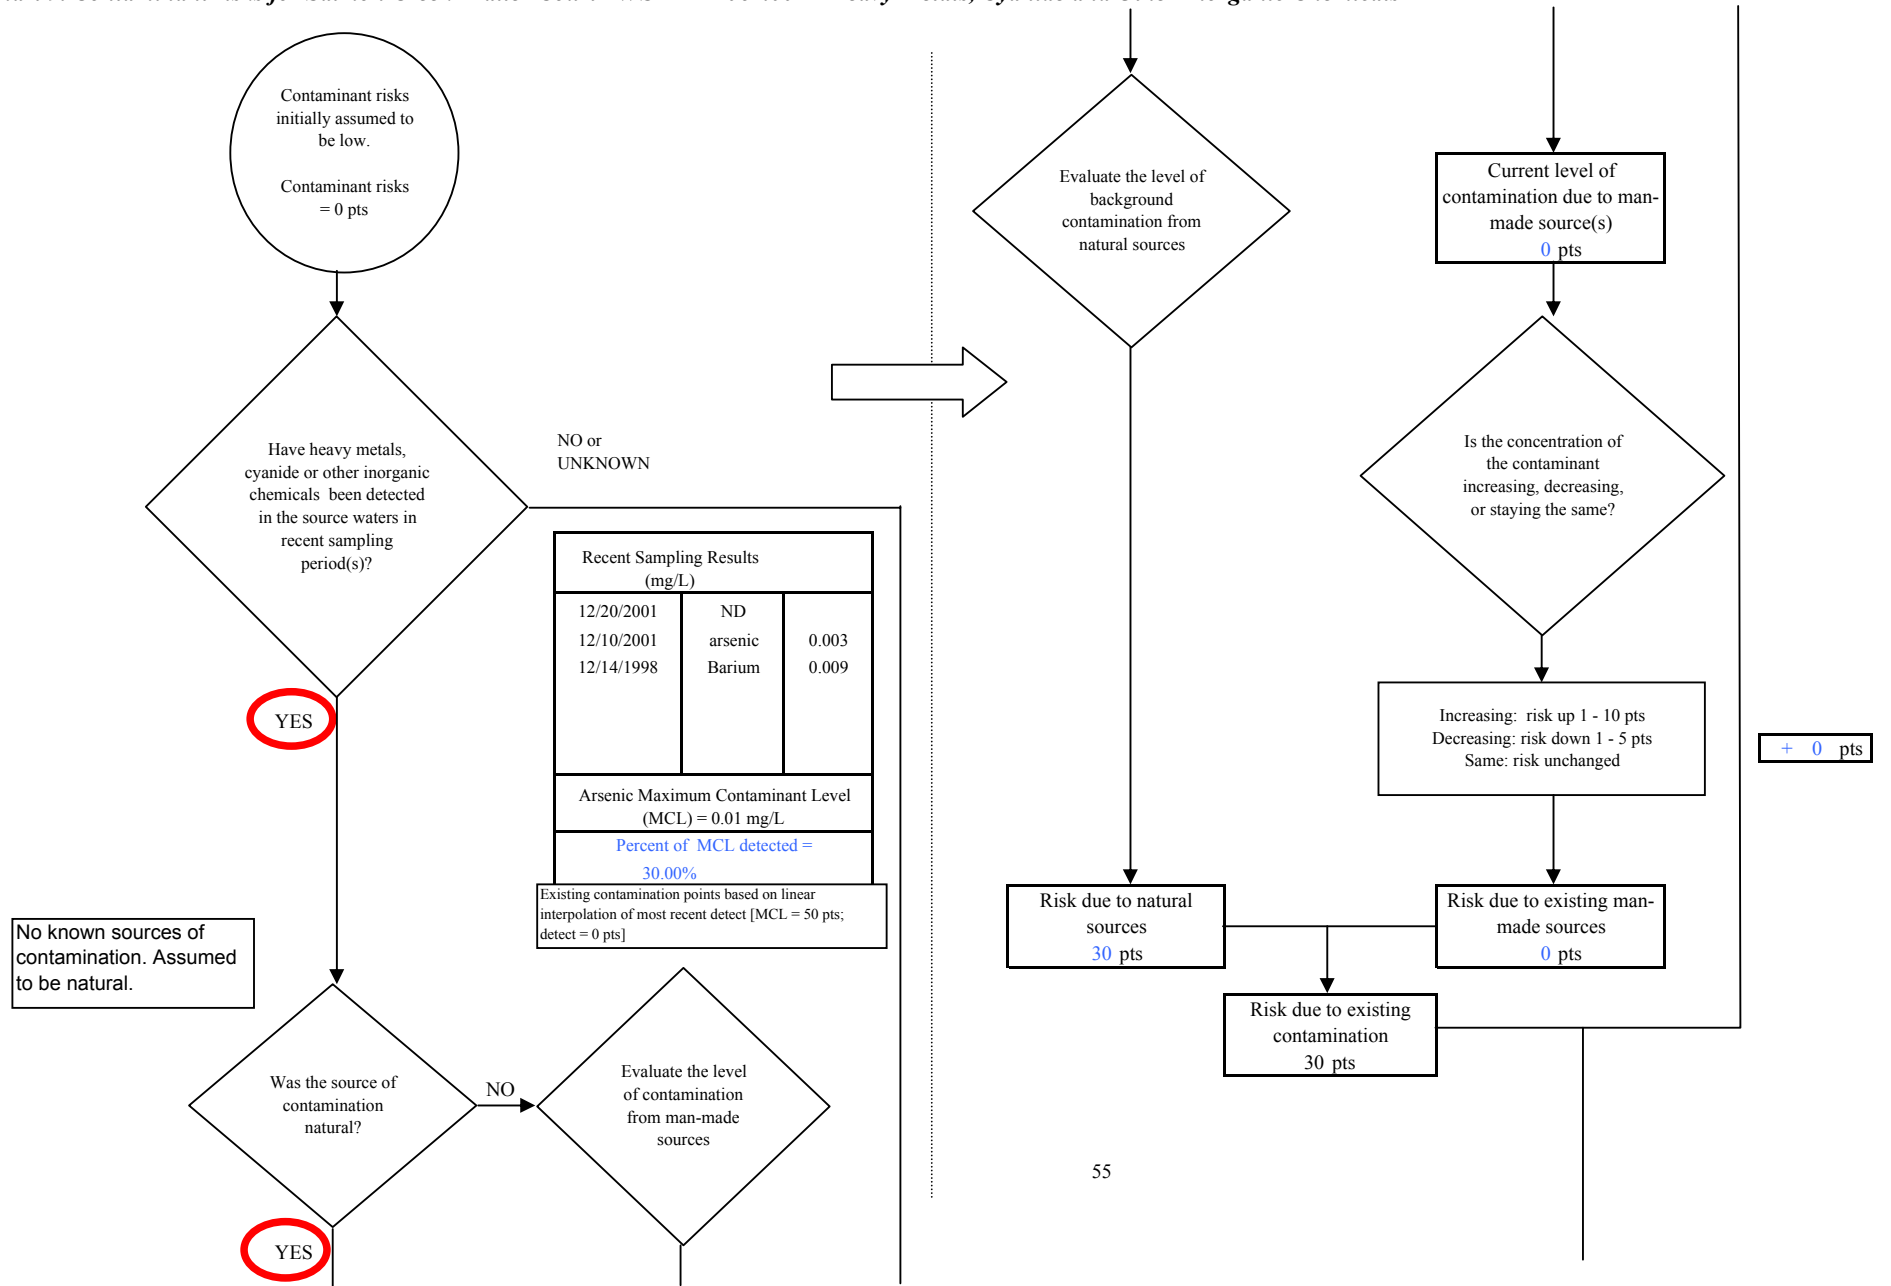 Contaminant risks
initially assumed to
be low.
Contaminant risks
= 0 pts
Have heavy metals,
cyanide or other inorganic
chemicals been detected
in the source waters in
recent sampling
period(s)?
NO or
UNKNOWN
YES
Recent Sampling Results
(mg/L)
12/20/2001 ND
12/10/2001 arsenic 0.003
12/14/1998 Barium 0.009
Arsenic Maximum Contaminant Level
(MCL) = 0.01 mg/L
Percent of MCL detected =
30.00%
Existing contamination points based on linear
interpolation of most recent detect [MCL = 50 pts;
detect = 0 pts]
No known sources of
contamination. Assumed
to be natural.
Was the source of
contamination
natural?
NO
YES
Evaluate the level
of contamination
from man-made
sources
Evaluate the level of
background
contamination from
natural sources
Current level of
contamination due to man-
made source(s)
0 pts
Is the concentration of
the contaminant
increasing, decreasing,
or staying the same?
Increasing: risk up 1 - 10 pts
Decreasing: risk down 1 - 5 pts
Same: risk unchanged
+ 0 pts
Risk due to natural
sources
30 pts
Risk due to existing man-
made sources
0 pts
Risk due to existing
contamination
30 pts
55